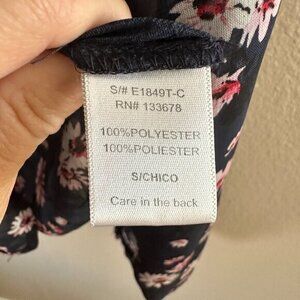 S/# E1849T-C
RN# 133678
100%POLYESTER
100%POLIESTER
S/CHICO
Care in the back